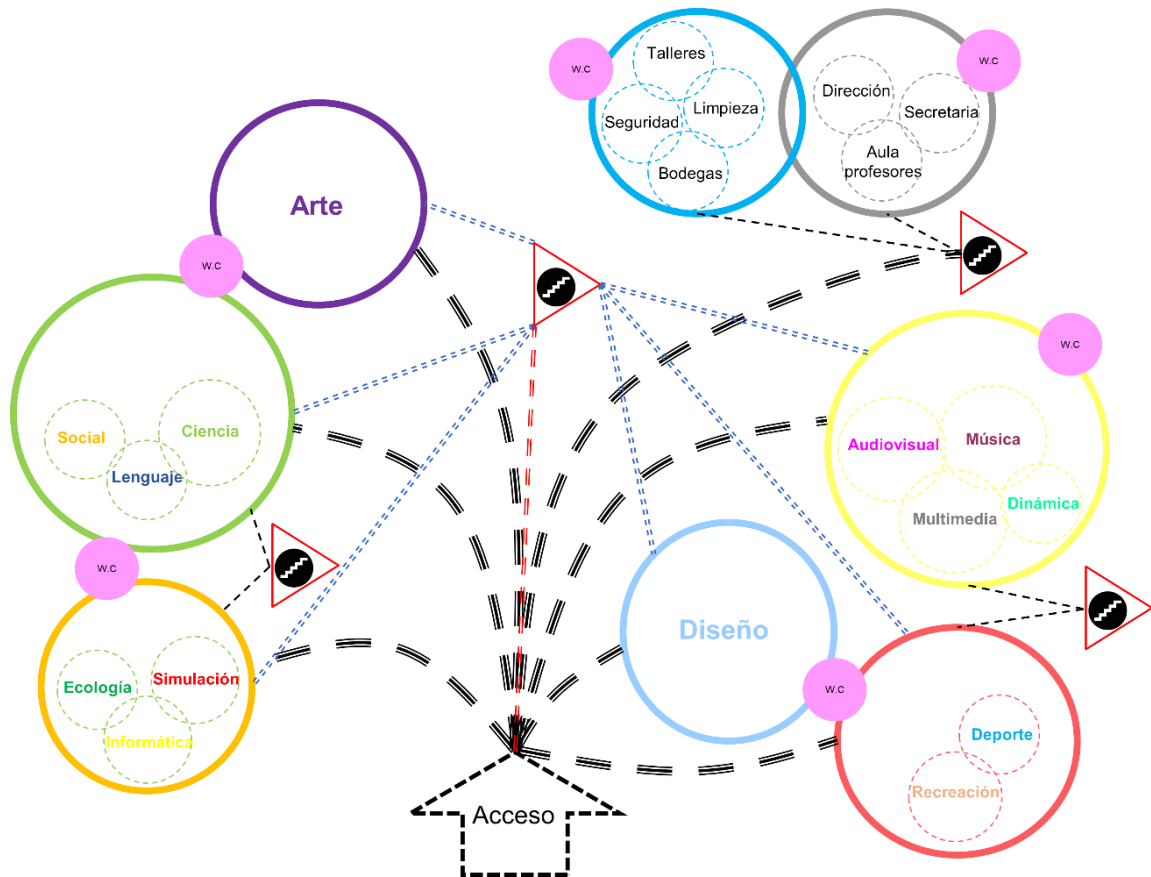 Talleres
W.C
W.C
Dirección
Limpieza
Secretaria
Seguridad
Aula
profesores
Bodegas
Arte
W.C
W.C
Social
Ciencia
Lenguaje
Audiovisual
Música
Multimedia
Dinámica
W.C
Diseño
Ecología
Simulación
Informática
W.C
Deporte
Recreación
Acceso